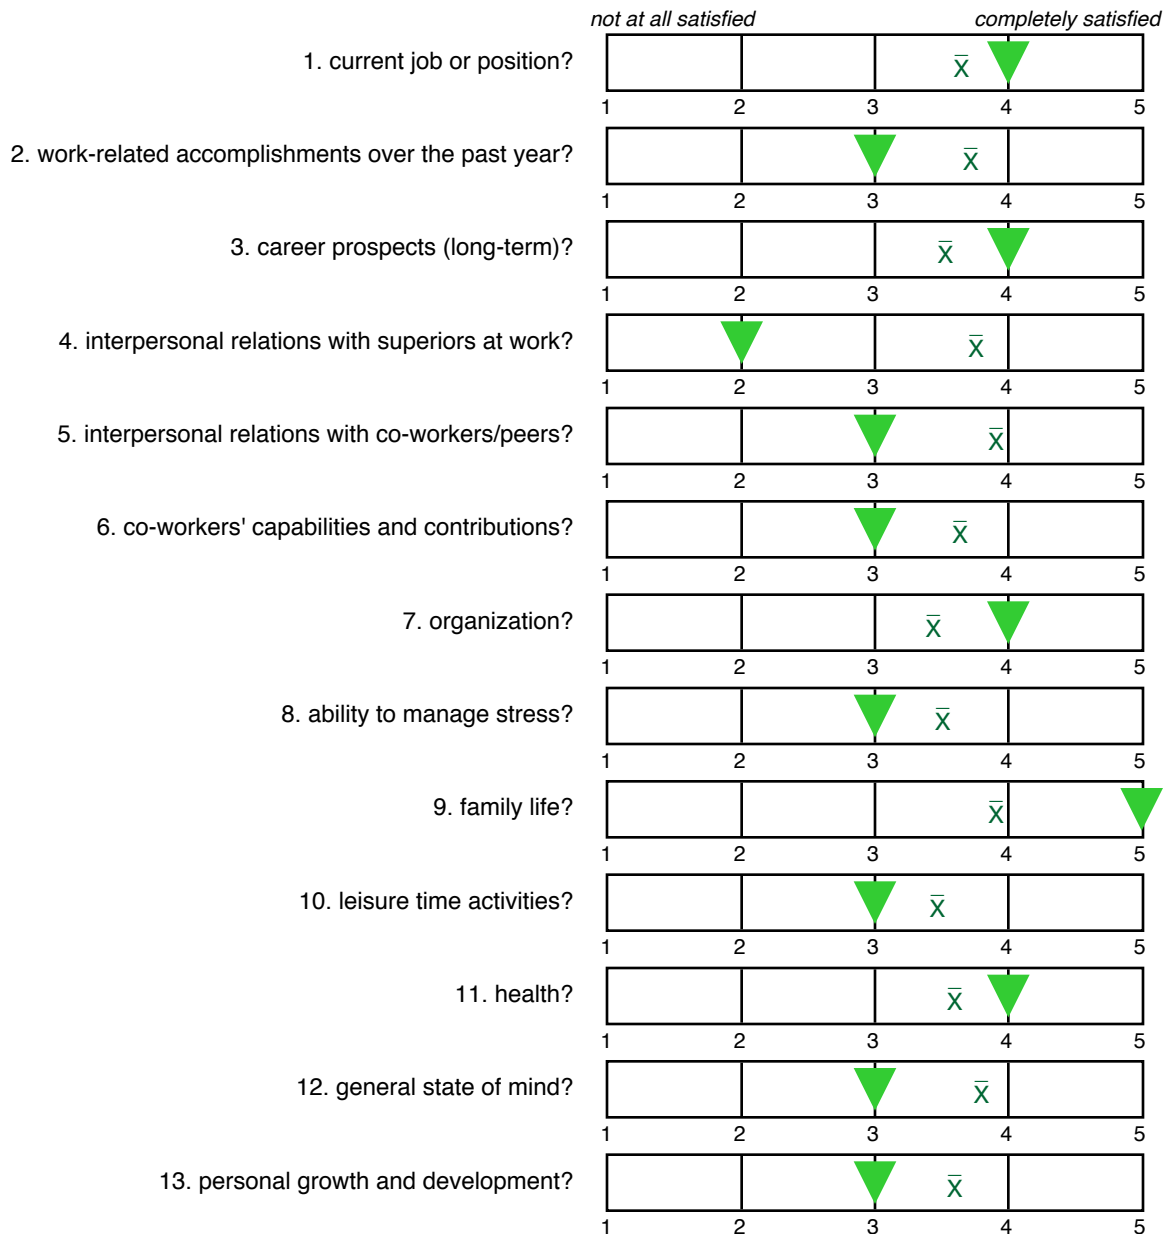 not at all satisfied completely satisfied
1. current job or position?
x̄
1 2 3 4 5
2. work-related accomplishments over the past year?
x̄
1 2 3 4 5
3. career prospects (long-term)?
x̄
1 2 3 4 5
4. interpersonal relations with superiors at work?
x̄
1 2 3 4 5
5. interpersonal relations with co-workers/peers?
x̄
1 2 3 4 5
6. co-workers' capabilities and contributions?
x̄
1 2 3 4 5
7. organization?
x̄
1 2 3 4 5
8. ability to manage stress?
x̄
1 2 3 4 5
9. family life?
x̄
1 2 3 4 5
10. leisure time activities?
x̄
1 2 3 4 5
11. health?
x̄
1 2 3 4 5
12. general state of mind?
x̄
1 2 3 4 5
13. personal growth and development?
x̄
1 2 3 4 5